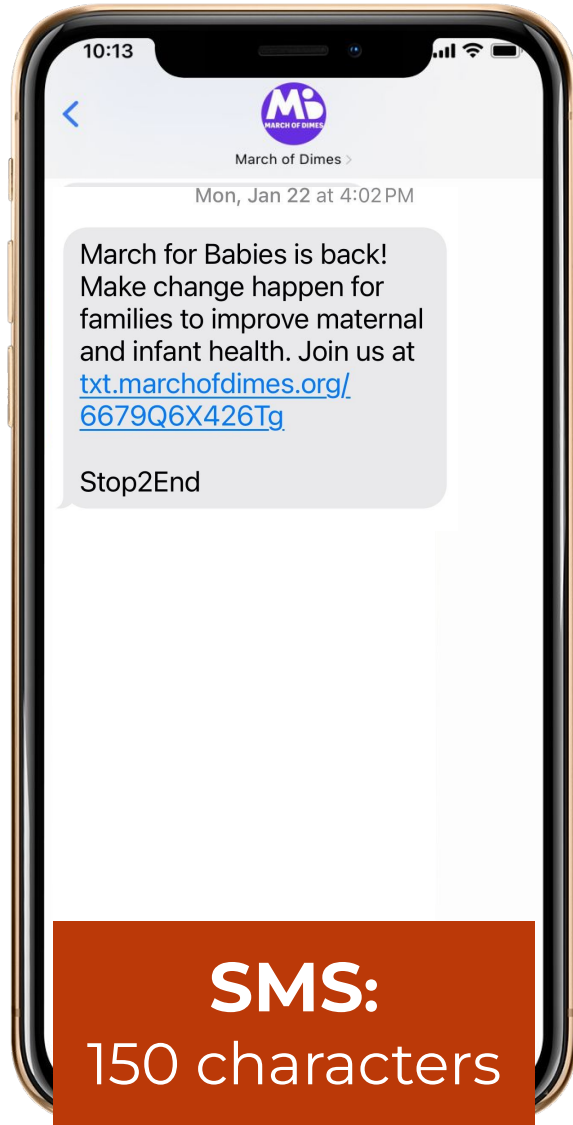 10:13
MB
MARCH OF DIMES
March of Dimes >
Mon, Jan 22 at 4:02 PM
March for Babies is back!
Make change happen for
families to improve maternal
and infant health. Join us at
txt.marchofdimes.org/
6679Q6X426Tg
Stop2End
SMS:
150 characters